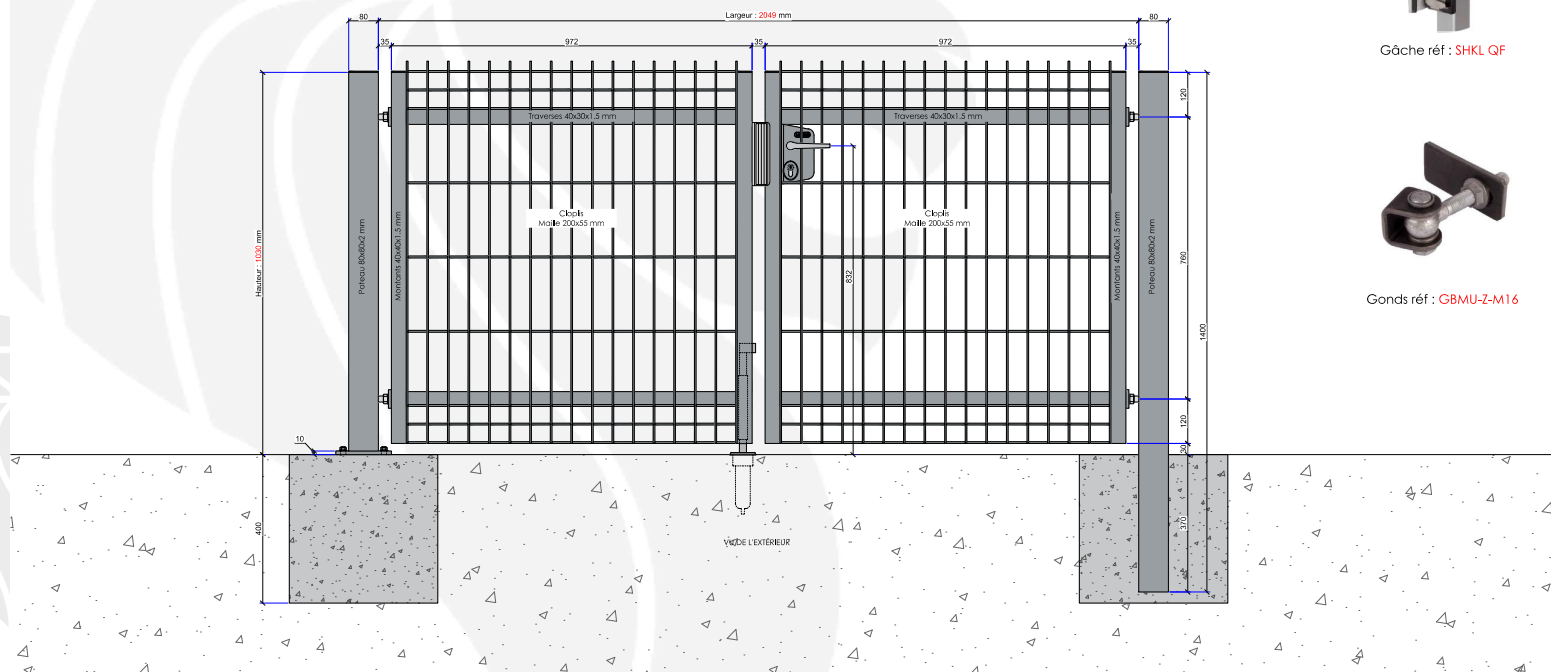 80
Largeur : 2049 mm
80
35
972
35
972
35
Gâche réf : SHKL QF
120
Traverses 40x30x1.5 mm
Traverses 40x30x1.5 mm
Cloplis
Maille 200x55 mm
Cloplis
Maille 200x55 mm
Hauteur : 1030 mm
Poteau 80x80x2 mm
Montants 40x40x1.5 mm
832
Montants 40x40x1.5 mm
Poteau 80x80x2 mm
760
1400
Gonds réf : GBMU-Z-M16
120
10
30
400
370
DE L'EXTÉRIEUR